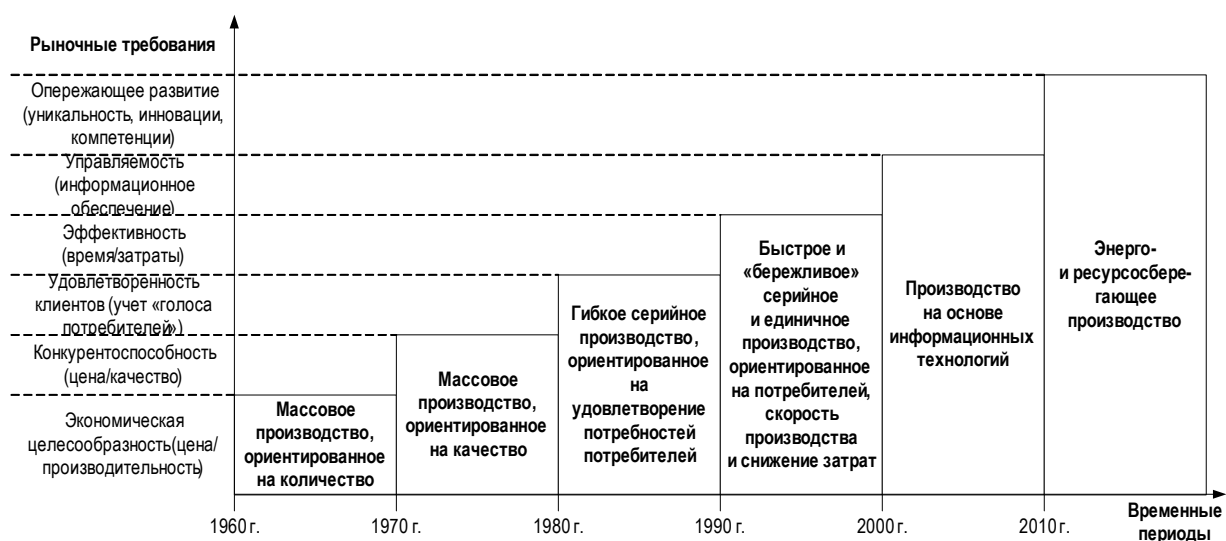 Рыночные требования
Опережающее развитие
(уникальность, инновации,
компетенции)
Управляемость
(информационное
обеспечение)
Эффективность
(время/затраты)
Удовлетворенность
клиентов (учет «голоса
потребителей»)
Конкурентоспособность
(цена/качество)
Экономическая
целесообразность(цена/
производительность)
Массовое
производство,
ориентированное
на количество
Массовое
производство,
ориентированное
на качество
Гибкое серийное
производство,
ориентированное
на
удовлетворение
потребностей
потребителей
Быстрое и
«бережливое»
серийное
и единичное
производство,
ориентированное
на потребителей,
скорость
производства
и снижение затрат
Производство
на основе
информационных
технологий
Энерго-
и ресурсосбере-
гающее
производство
1960 г.
1970 г.
1980 г.
1990 г.
2000 г.
2010 г.
Временные
периоды